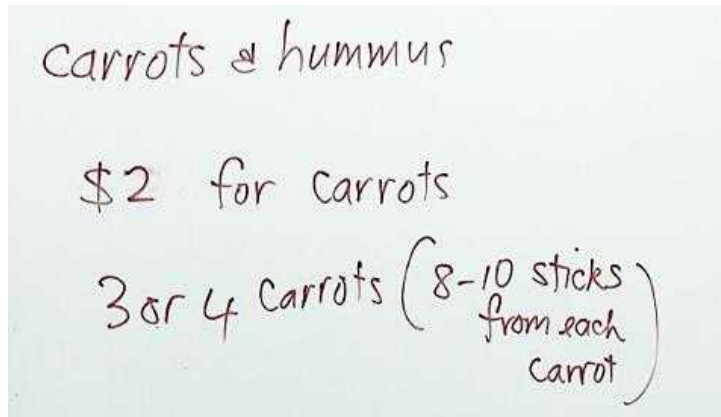 carrots & hummus
$2 for carrots
3 or 4 carrots (8-10 sticks
from each
carrot)